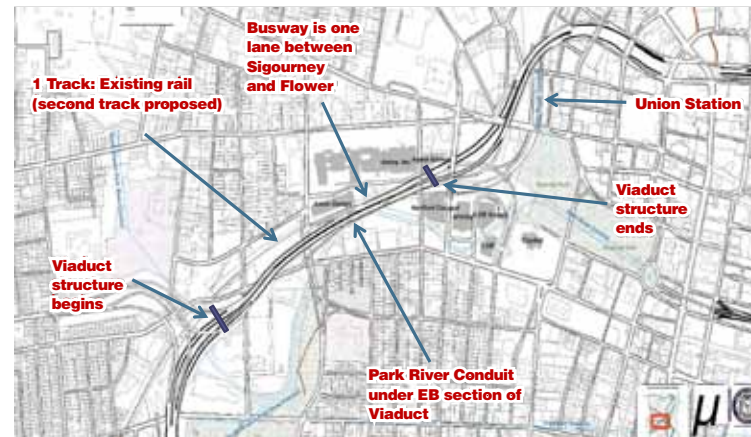 Busway is one
lane between
Sigourney
and Flower
1 Track: Existing rail
(second track proposed)
Union Station
Viaduct
structure
ends
Viaduct
structure
begins
Park River Conduit
under EB section of
Viaduct
μ